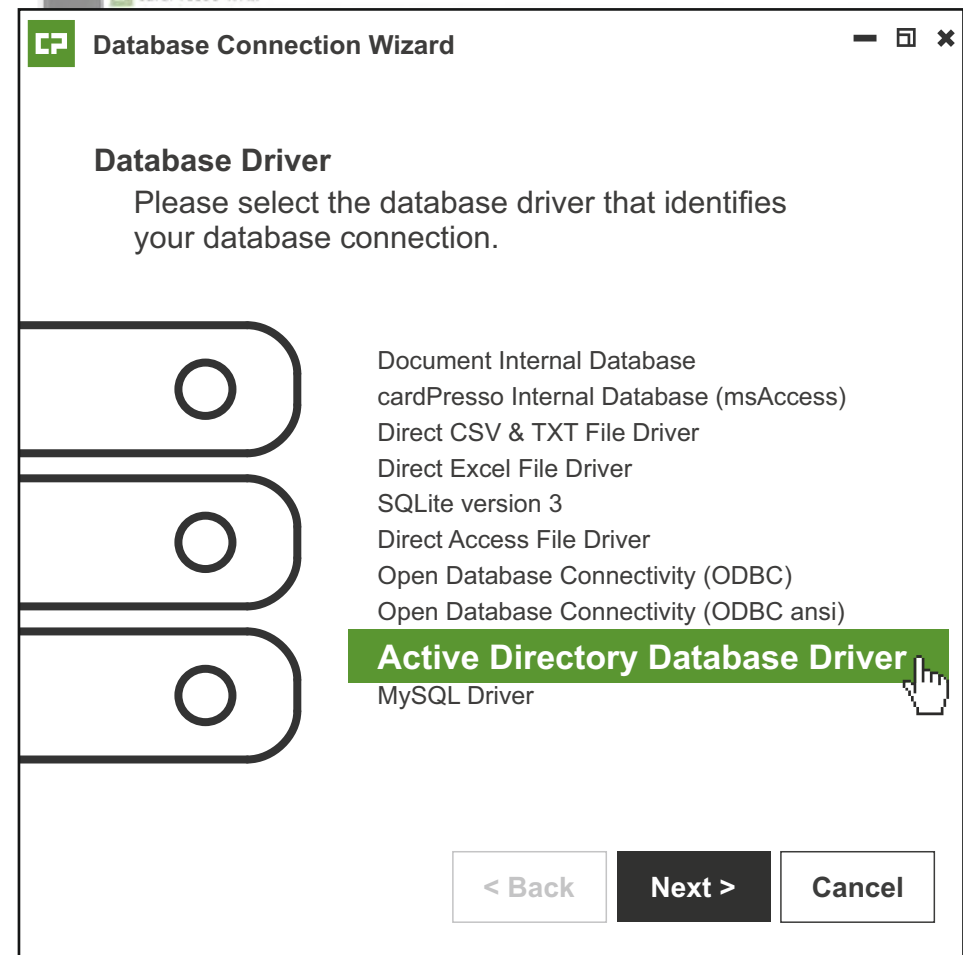 CP
Database Connection Wizard
Database Driver
Please select the database driver that identifies
your database connection.
Document Internal Database
cardPresso Internal Database (msAccess)
Direct CSV & TXT File Driver
Direct Excel File Driver
SQLite version 3
Direct Access File Driver
Open Database Connectivity (ODBC)
Open Database Connectivity (ODBC ansi)
Active Directory Database Driver
MySQL Driver
< Back
Next >
Cancel